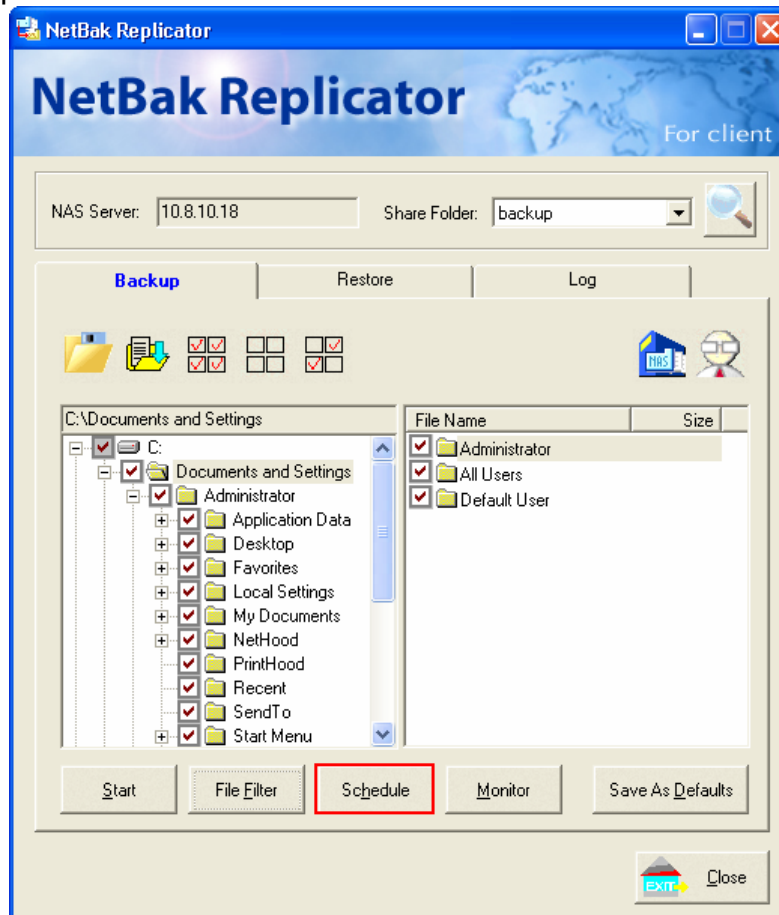 NetBak Replicator
NetBak Replicator
For client
NAS Server: 10.8.10.18 Share Folder: backup
Backup Restore Log
NAS
C:\Documents and Settings
File Name Size
C:
Documents and Settings
Administrator
Application Data
Desktop
Favorites
Local Settings
My Documents
NetHood
PrintHood
Recent
SendTo
Start Menu
Administrator
All Users
Default User
Start File Filter Schedule Monitor Save As Defaults
EXIT Close